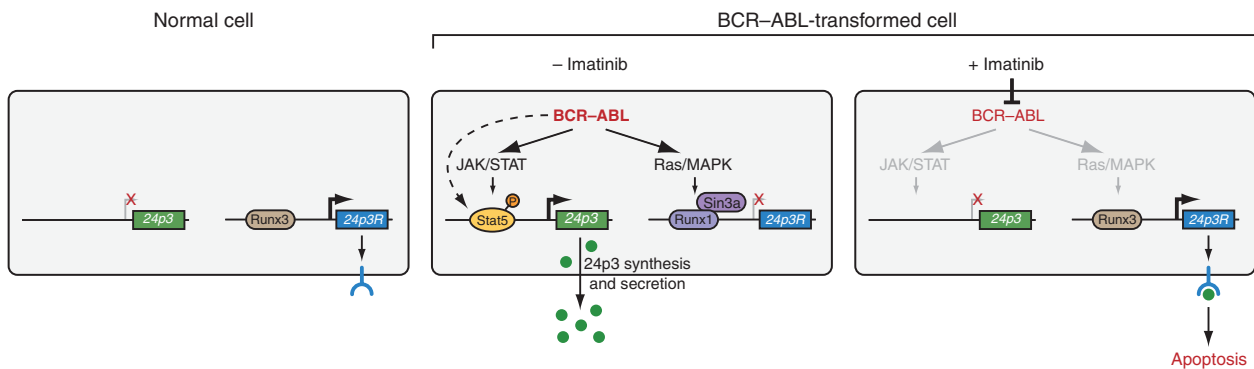 Normal cell
BCR–ABL-transformed cell
– Imatinib
+ Imatinib
BCR–ABL
BCR–ABL
JAK/STAT
Ras/MAPK
JAK/STAT
Ras/MAPK
X
24p3
Runx3
24p3R
Stat5
P
24p3
Sin3a
Runx1
X
24p3R
X
24p3
Runx3
24p3R
24p3 synthesis
and secretion
Apoptosis